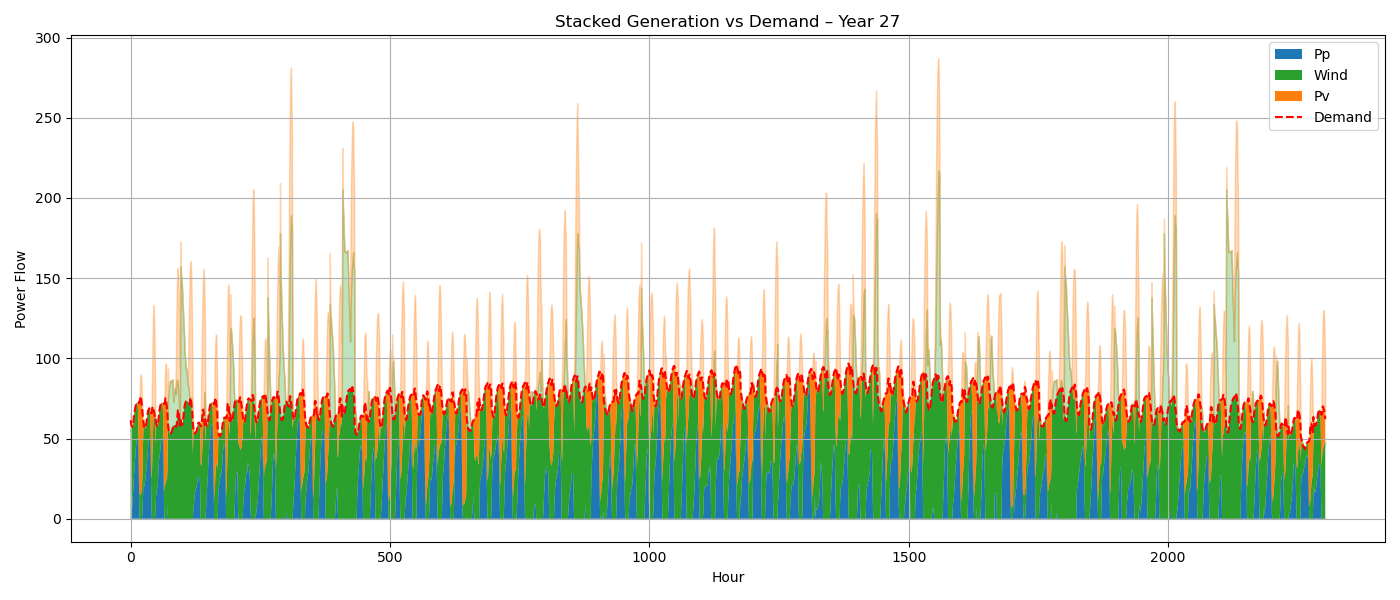 Stacked Generation vs Demand – Year 27
Power Flow
300
250
200
150
100
50
0
0 500 1000 1500 2000
Hour
Pp
Wind
Pv
Demand